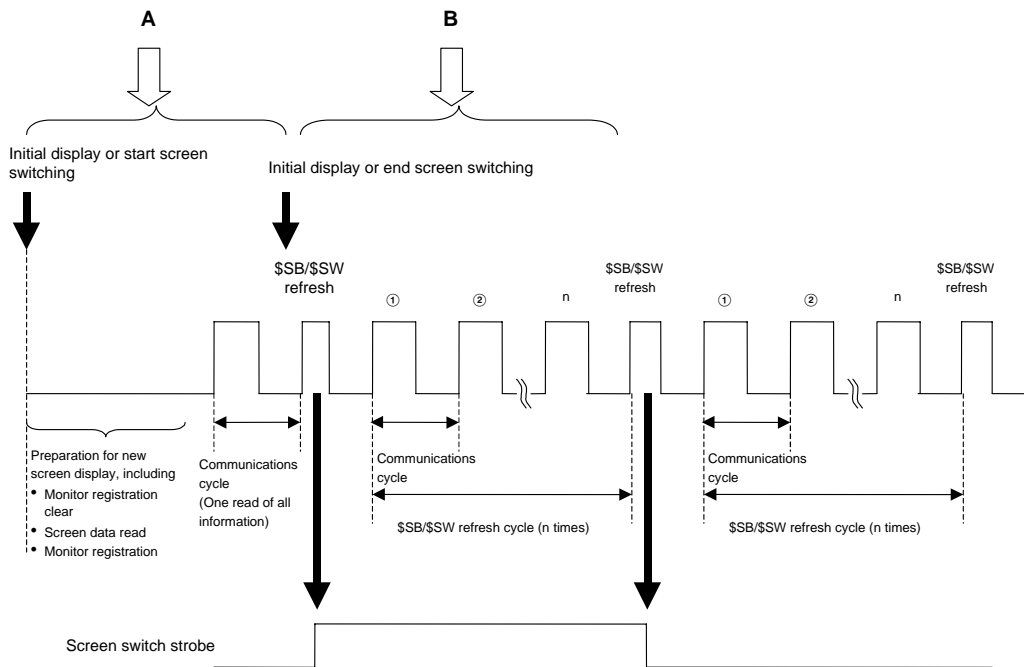 A
B
Initial display or start screen
switching
Initial display or end screen switching
$SB/$SW
refresh
①
②
n
$SB/$SW
refresh
①
②
n
$SB/$SW
refresh
Preparation for new
screen display, including
• Monitor registration
clear
• Screen data read
• Monitor registration
Communications
cycle
(One read of all
information)
Communications
cycle
$SB/$SW refresh cycle (n times)
Communications
cycle
$SB/$SW refresh cycle (n times)
Screen switch strobe